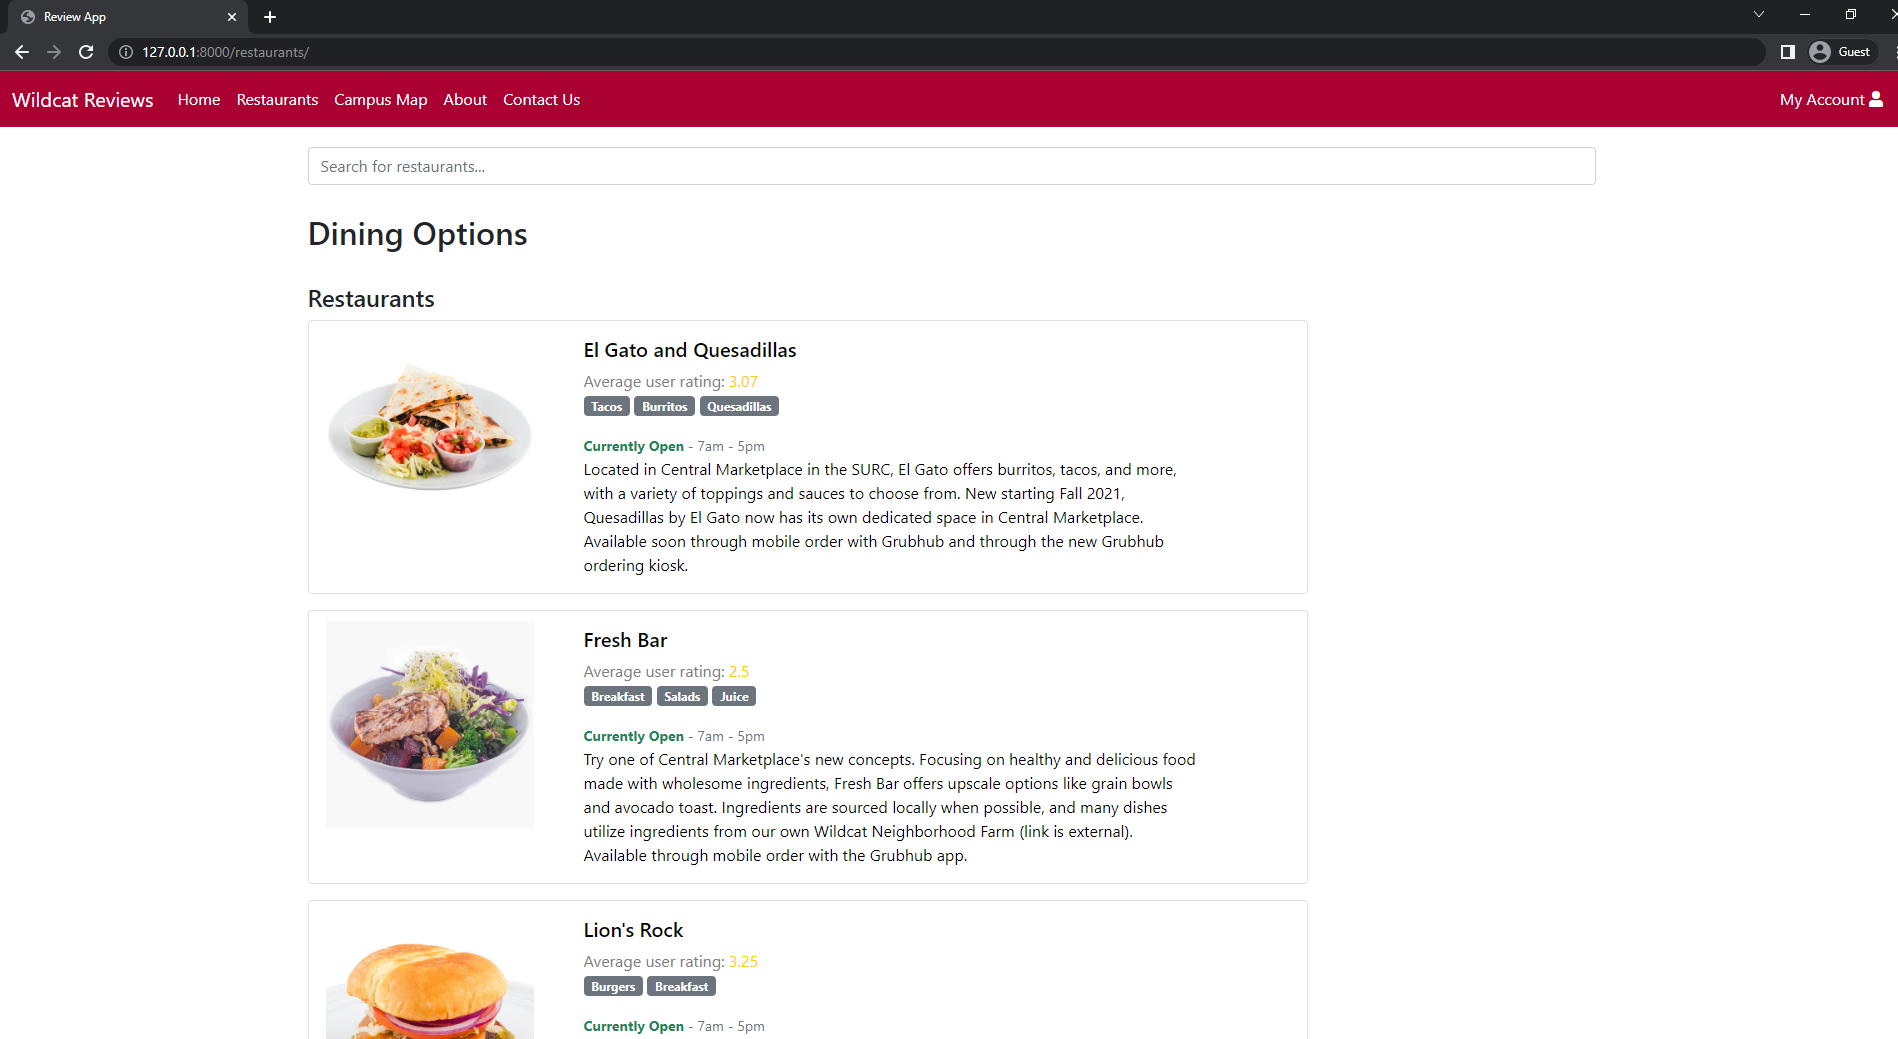 Review App
127.0.0.1:8000/restaurants/
Guest
Wildcat Reviews Home Restaurants Campus Map About Contact Us My Account
Search for restaurants...
Dining Options
Restaurants
El Gato and Quesadillas
Average user rating: 3.07
Tacos Burritos Quesadillas
Currently Open - 7am - 5pm
Located in Central Marketplace in the SURC, El Gato offers burritos, tacos, and more,
with a variety of toppings and sauces to choose from. New starting Fall 2021,
Quesadillas by El Gato now has its own dedicated space in Central Marketplace.
Available soon through mobile order with Grubhub and through the new Grubhub
ordering kiosk.
Fresh Bar
Average user rating: 2.5
Breakfast Salads Juice
Currently Open - 7am - 5pm
Try one of Central Marketplace's new concepts. Focusing on healthy and delicious food
made with wholesome ingredients, Fresh Bar offers upscale options like grain bowls
and avocado toast. Ingredients are sourced locally when possible, and many dishes
utilize ingredients from our own Wildcat Neighborhood Farm (link is external).
Available through mobile order with the Grubhub app.
Lion's Rock
Average user rating: 3.25
Burgers Breakfast
Currently Open - 7am - 5pm